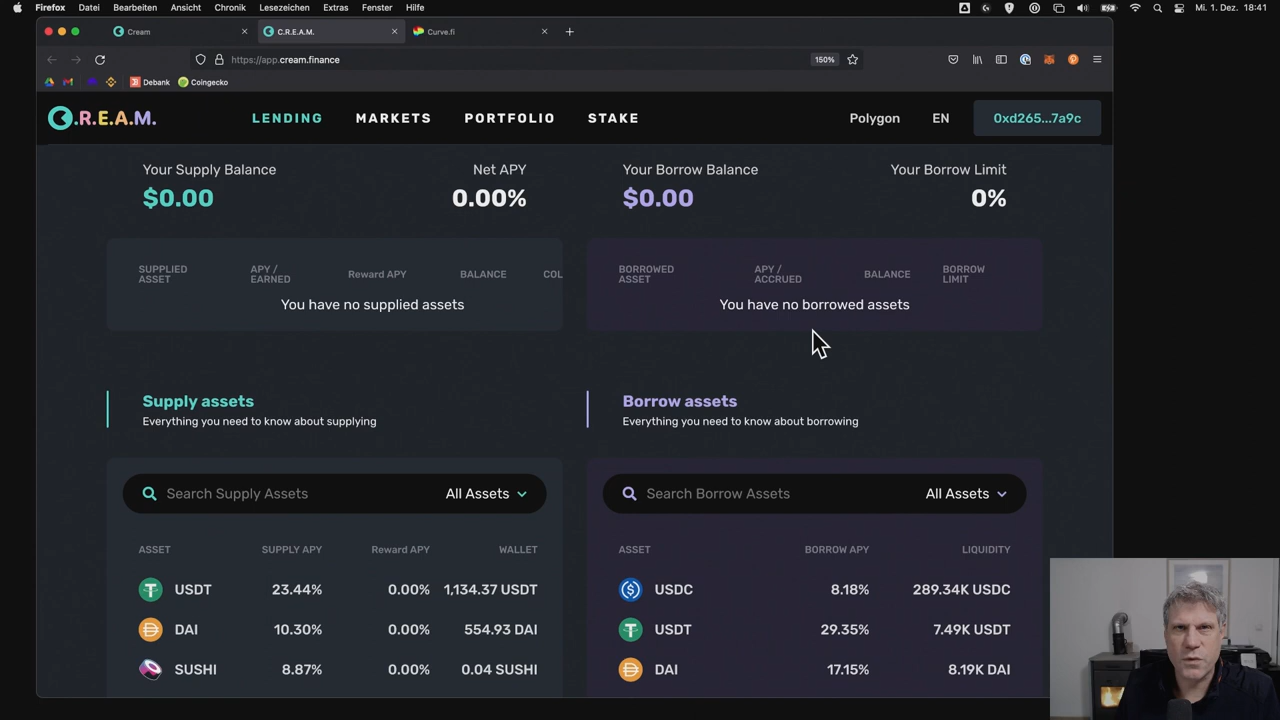 Firefox Datei Bearbeiten Ansicht Chronik Lesezeichen Extras Fenster Hilfe Mi. 1. Dez. 18:41
Cream C.R.E.A.M. Curve.fi
https://app.cream.finance 150%
Debank Coingecko
C.R.E.A.M. LENDING MARKETS PORTFOLIO STAKE Polygon EN 0xd265...7a9c
Your Supply Balance Net APY Your Borrow Balance Your Borrow Limit
$0.00 0.00% $0.00 0%
SUPPLIED ASSET APY / EARNED Reward APY BALANCE COL BORROWED ASSET APY / ACCRUED BALANCE BORROW LIMIT
You have no supplied assets You have no borrowed assets
Supply assets Borrow assets
Everything you need to know about supplying Everything you need to know about borrowing
Search Supply Assets All Assets Search Borrow Assets All Assets
ASSET SUPPLY APY Reward APY WALLET ASSET BORROW APY LIQUIDITY
USDT 23.44% 0.00% 1,134.37 USDT USDC 8.18% 289.34K USDC
DAI 10.30% 0.00% 554.93 DAI USDT 29.35% 7.49K USDT
SUSHI 8.87% 0.00% 0.04 SUSHI DAI 17.15% 8.19K DAI